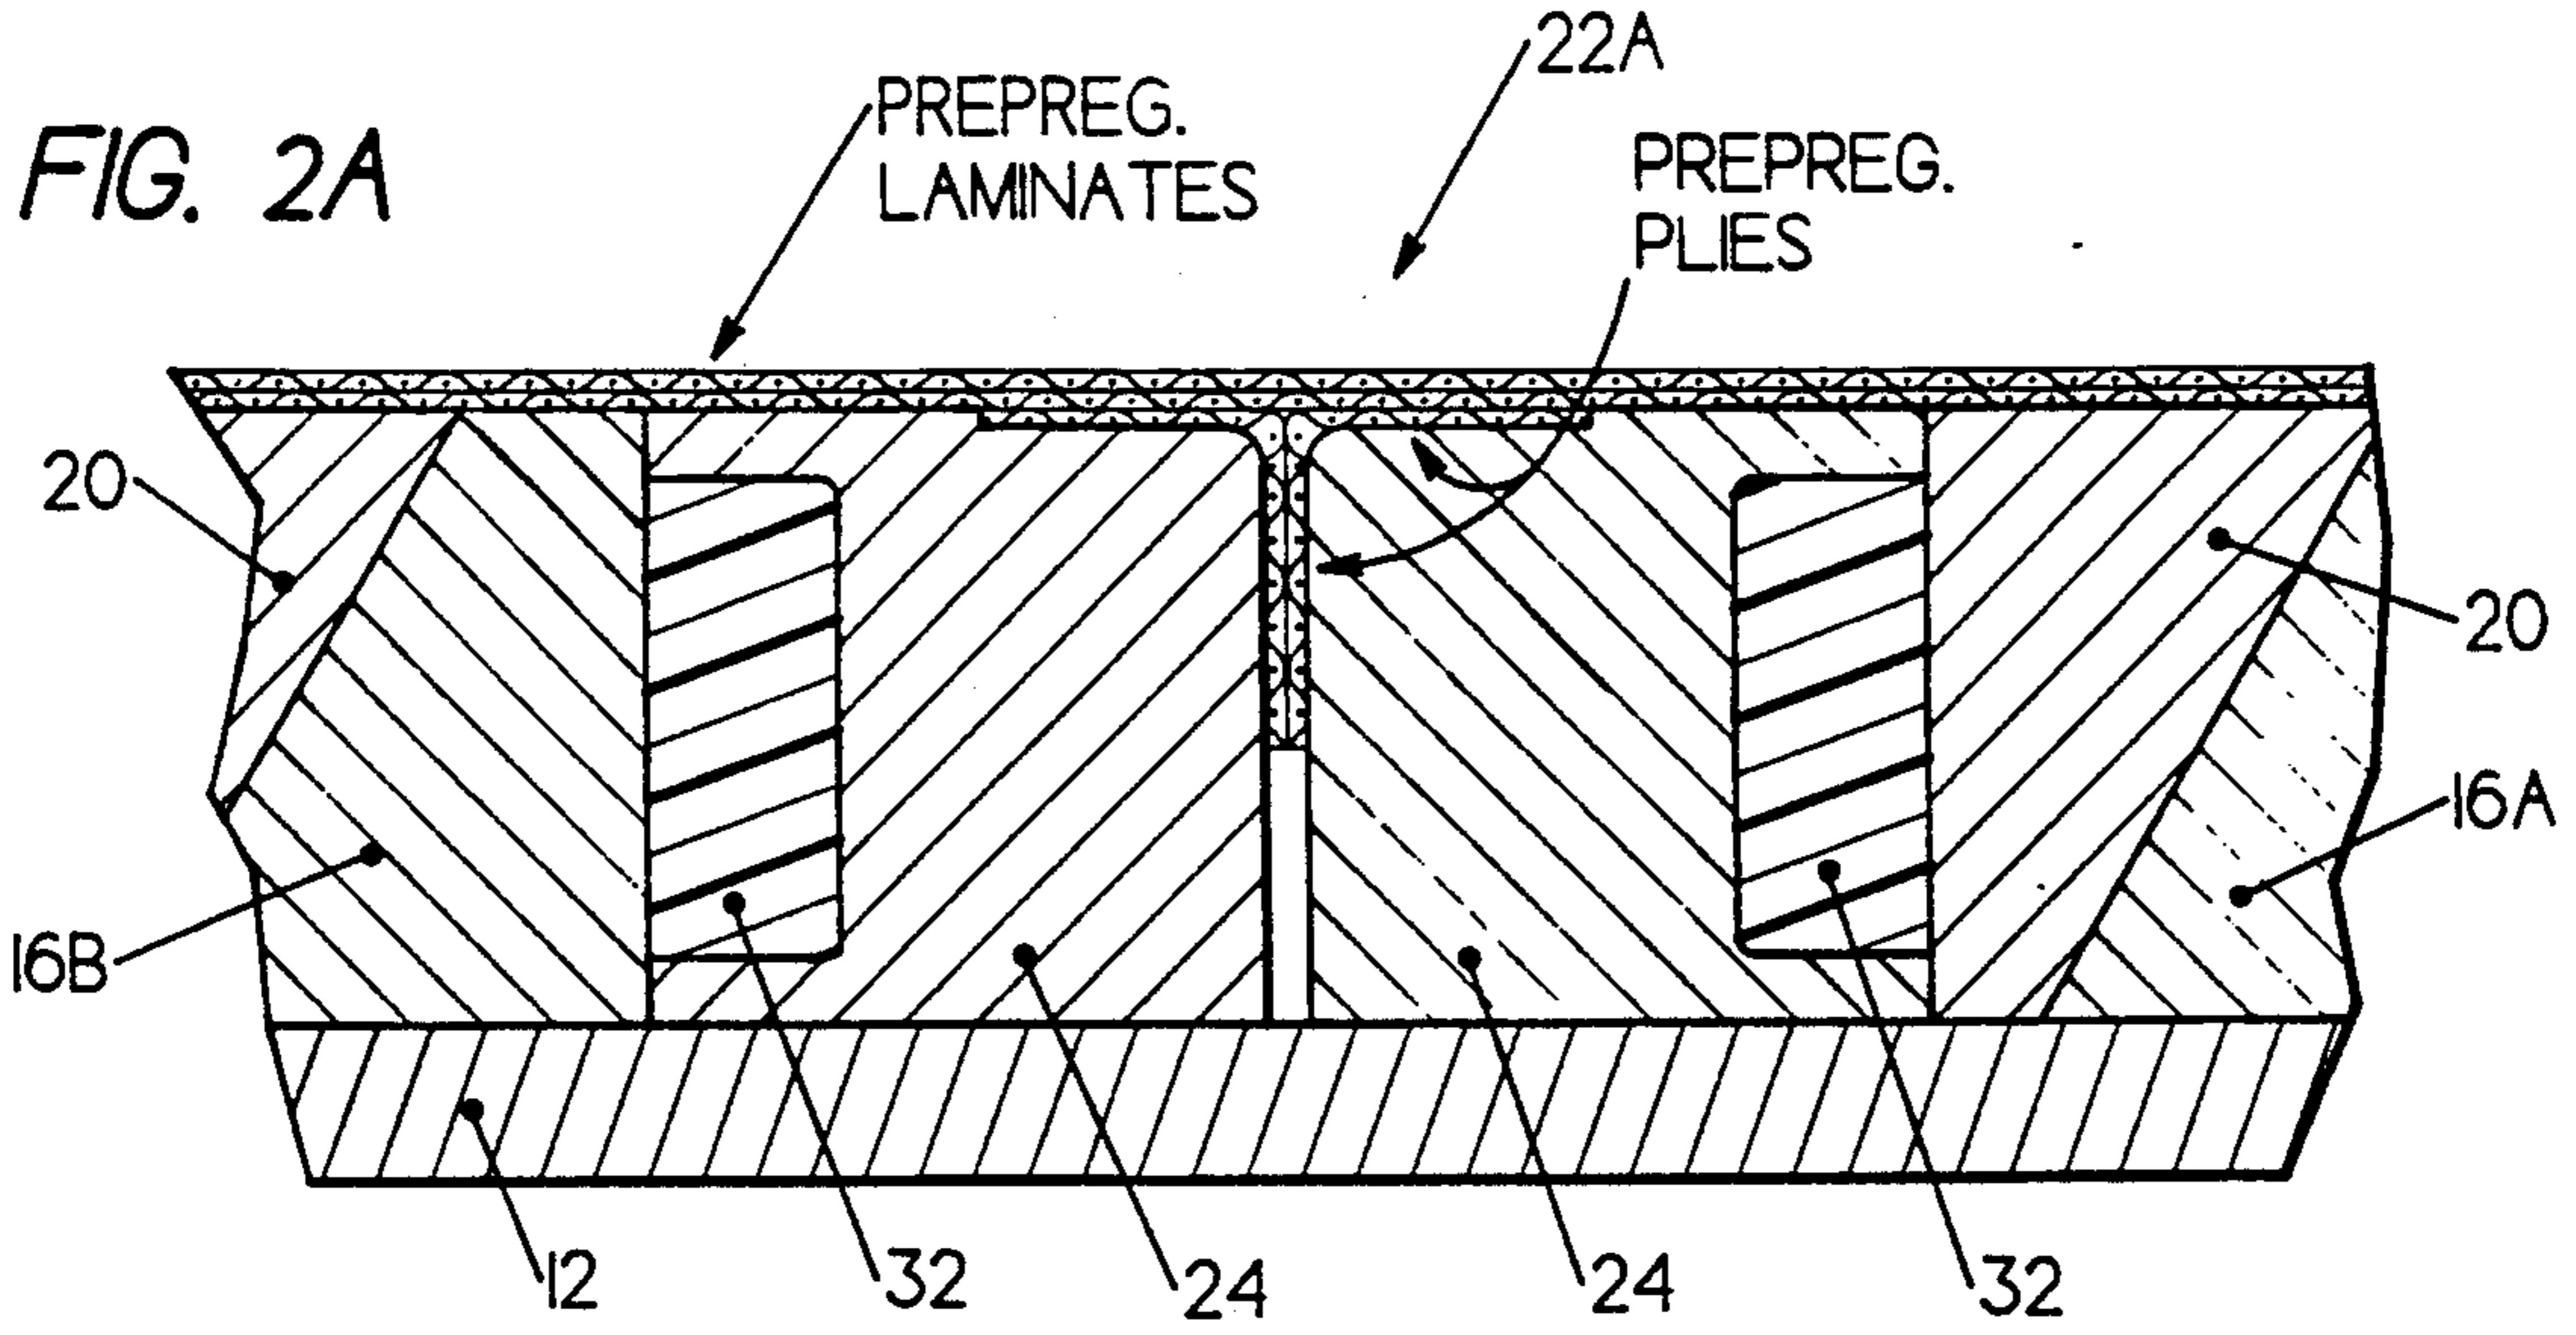 FIG. 2A
PREPREG.
LAMINATES
22A
PREPREG.
PLIES
20
20
16A
16B
12
32
24
24
32